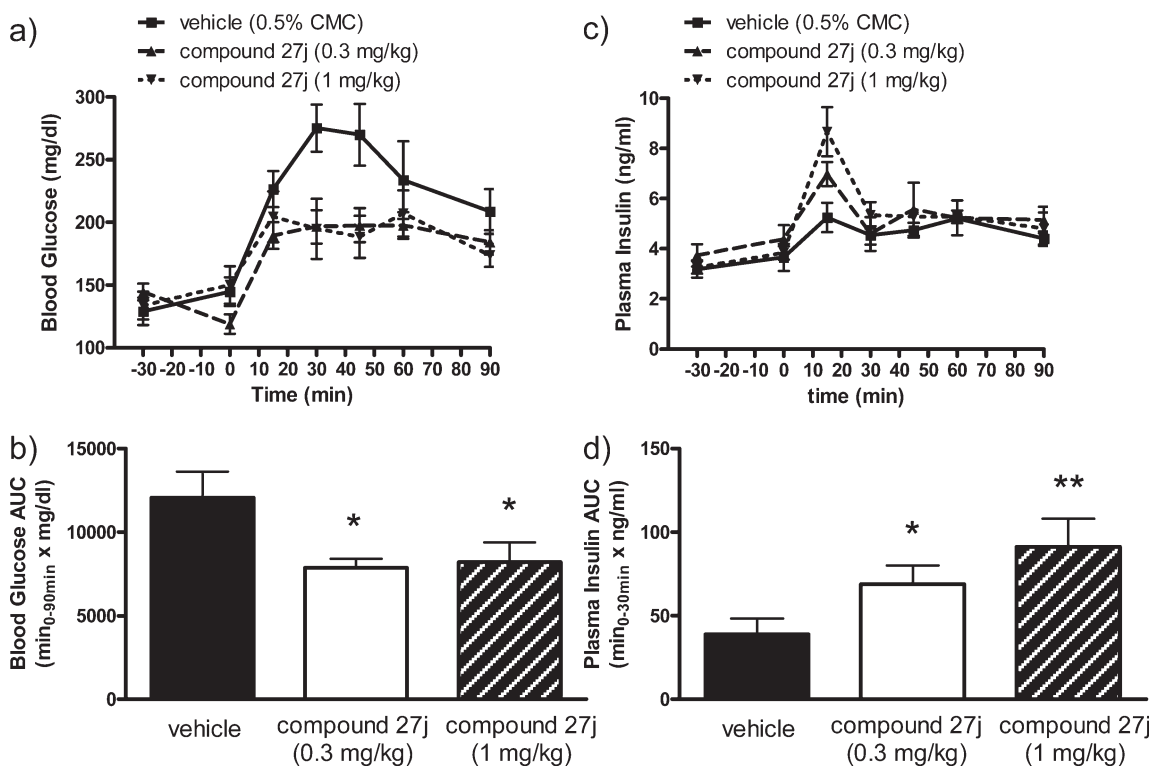 a)
vehicle (0.5% CMC)
compound 27j (0.3 mg/kg)
compound 27j (1 mg/kg)
Blood Glucose (mg/dl)
300
250
200
150
100
-30 -20 -10 0 10 20 30 40 50 60 70 80 90
Time (min)
c)
vehicle (0.5% CMC)
compound 27j (0.3 mg/kg)
compound 27j (1 mg/kg)
Plasma Insulin (ng/ml)
10
8
6
4
2
0
-30 -20 -10 0 10 20 30 40 50 60 70 80 90
time (min)
b)
Blood Glucose AUC
(min0-90min x mg/dl)
15000
10000
5000
0
*
*
vehicle
compound 27j
(0.3 mg/kg)
compound 27j
(1 mg/kg)
d)
Plasma Insulin AUC
(min0-30min x ng/ml)
150
100
50
0
*
**
vehicle
compound 27j
(0.3 mg/kg)
compound 27j
(1 mg/kg)